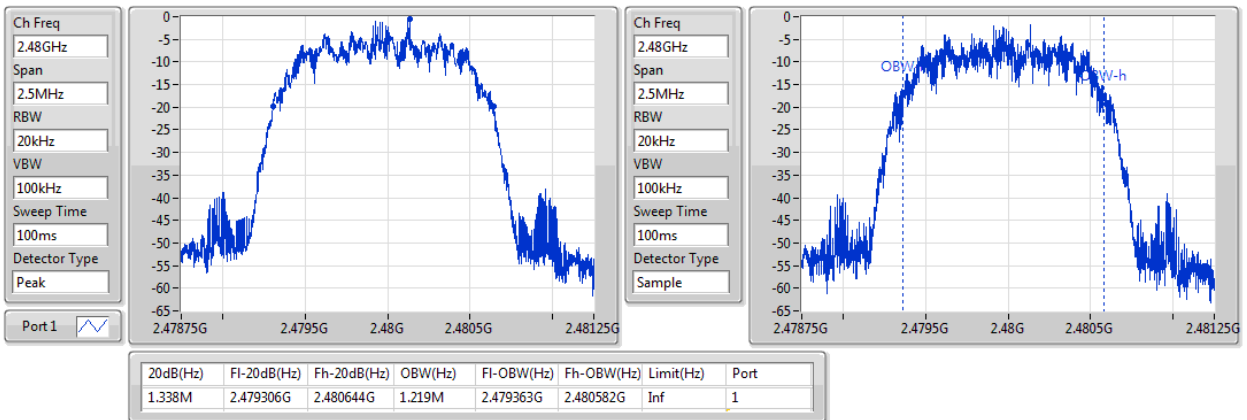 Ch Freq
2.48GHz
Span
2.5MHz
RBW
20kHz
VBW
100kHz
Sweep Time
100ms
Detector Type
Peak
Port 1
0
-5
-10
-15
-20
-25
-30
-35
-40
-45
-50
-55
-60
-65
2.47875G 2.4795G 2.48G 2.4805G 2.48125G
Ch Freq
2.48GHz
Span
2.5MHz
RBW
20kHz
VBW
100kHz
Sweep Time
100ms
Detector Type
Sample
0
-5
-10
-15
-20
-25
-30
-35
-40
-45
-50
-55
-60
-65
OBW
2.47875G 2.4795G 2.48G 2.4805G 2.48125G
20dB(Hz) Fl-20dB(Hz) Fh-20dB(Hz) OBW(Hz) Fl-OBW(Hz) Fh-OBW(Hz) Limit(Hz) Port
1.338M 2.479306G 2.480644G 1.219M 2.479363G 2.480582G Inf 1